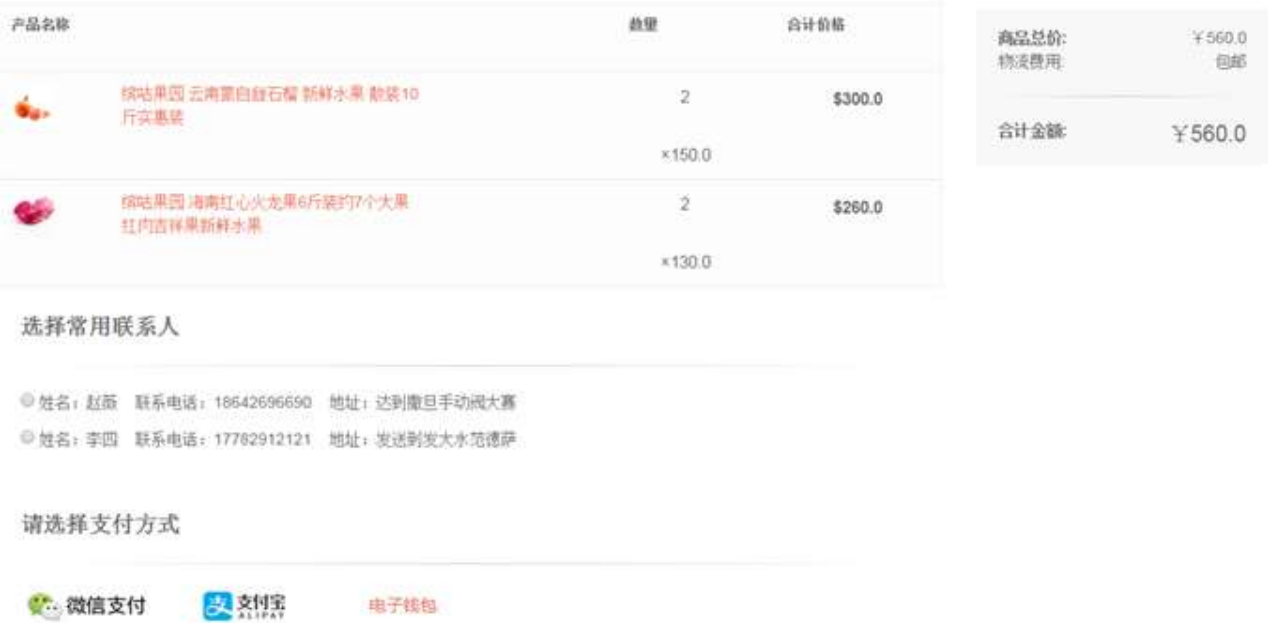 产品名称 数量 合计价格
缤咕果园 云南蒙自甜石榴 新鲜水果 散装10 2 $300.0
斤实惠装
×150.0
缤咕果园 海南红心火龙果6斤装约7个大果 2 $260.0
红肉吉祥果新鲜水果
×130.0
商品总价: ￥560.0
物流费用: 包邮
合计金额: ￥560.0
选择常用联系人
姓名：赵薇 联系电话：18642696690 地址：达到撒旦手动阀大赛
姓名：李四 联系电话：17782912121 地址：发送到发大水范德萨
请选择支付方式
微信支付 支付宝 电子钱包
ALIPAY